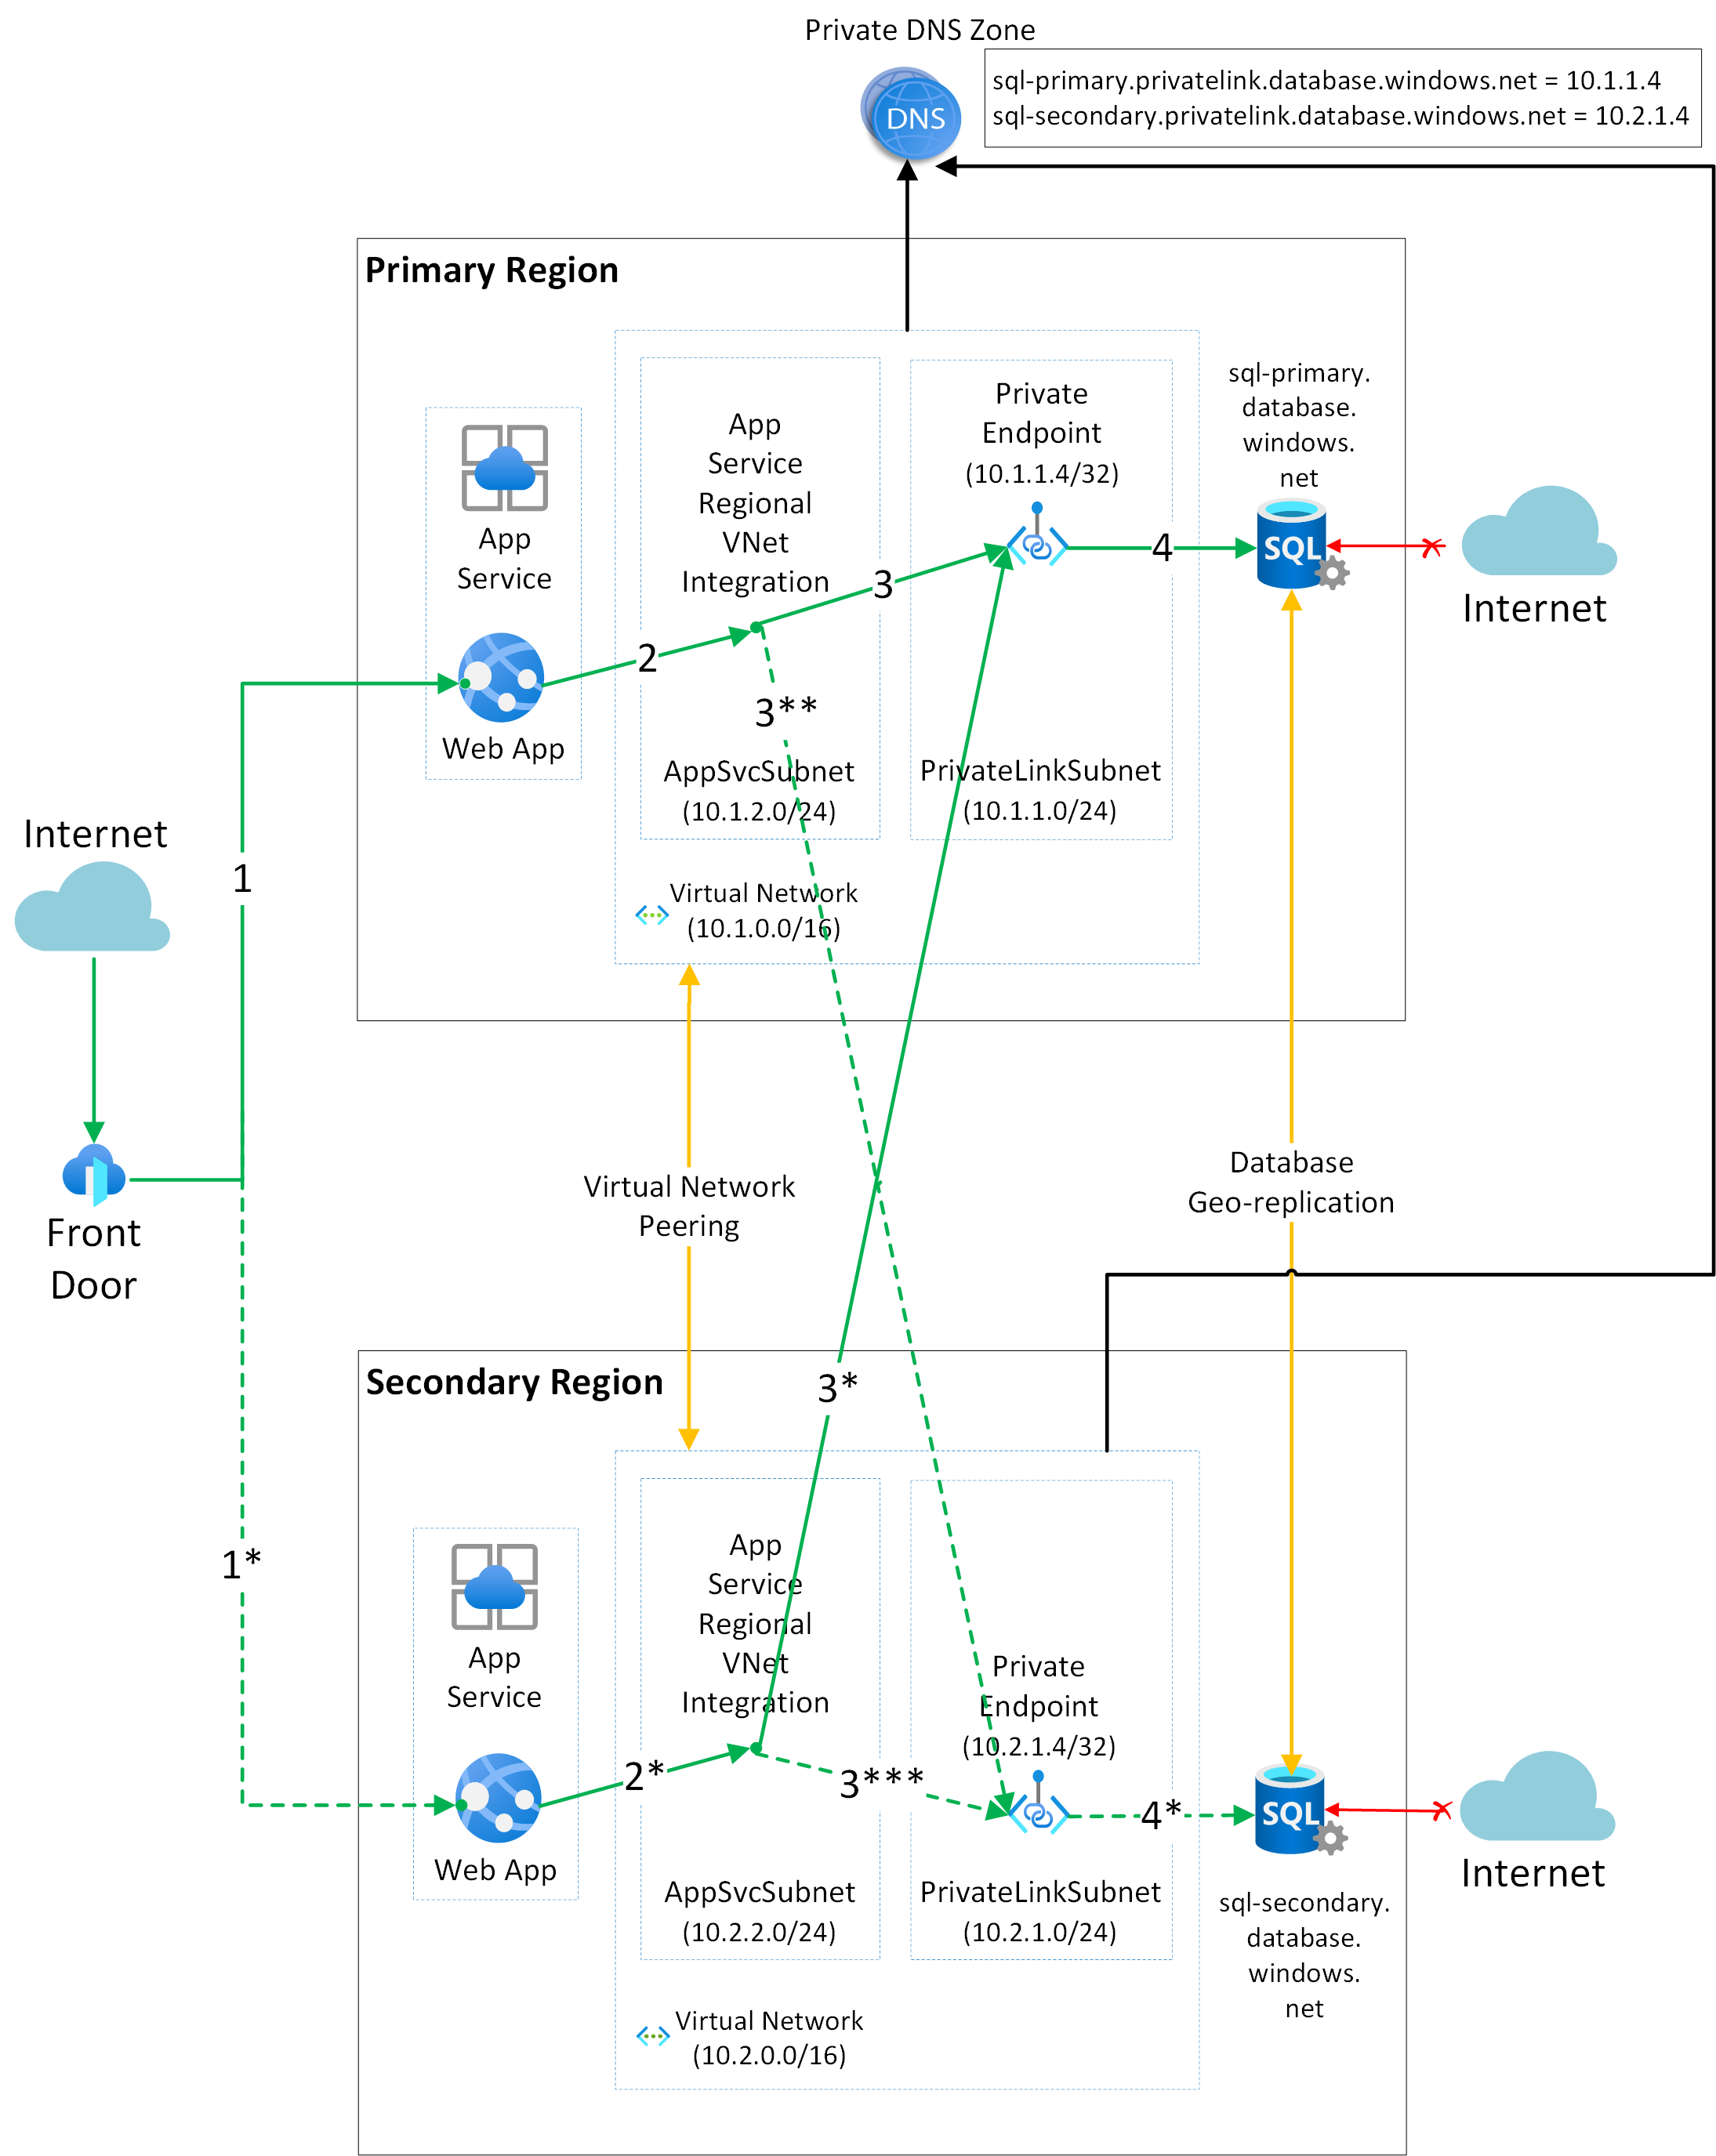 Private DNS Zone
DNS
sql-primary.privatelink.database.windows.net = 10.1.1.4
sql-secondary.privatelink.database.windows.net = 10.2.1.4
Primary Region
App
Service
Web App
App
Service
Regional
VNet
Integration
AppSvcSubnet
(10.1.2.0/24)
Private
Endpoint
(10.1.1.4/32)
PrivateLinkSubnet
(10.1.1.0/24)
sql-primary.
database.
windows.
net
SQL
Internet
2
3
4
3**
Virtual Network
(10.1.0.0/16)
Internet
1
Front
Door
Virtual Network
Peering
Database
Geo-replication
Secondary Region
3*
1*
App
Service
Web App
App
Service
Regional
VNet
Integration
AppSvcSubnet
(10.2.2.0/24)
Private
Endpoint
(10.2.1.4/32)
PrivateLinkSubnet
(10.2.1.0/24)
2*
3***
4*
SQL
Internet
sql-secondary.
database.
windows.
net
Virtual Network
(10.2.0.0/16)